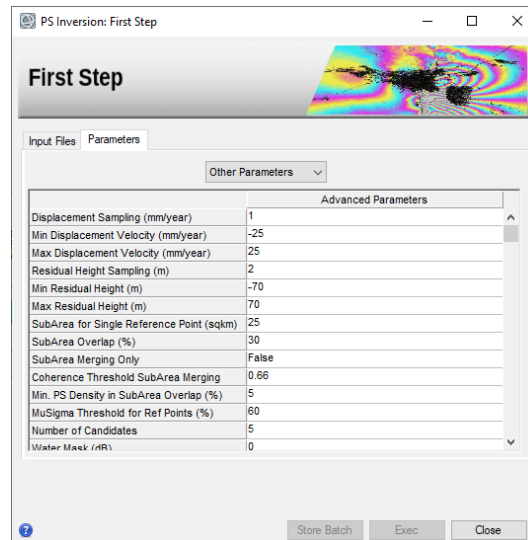 PS Inversion: First Step
First Step
Input Files Parameters
Other Parameters
Advanced Parameters
Displacement Sampling (mm/year) 1
Min Displacement Velocity (mm/year) -25
Max Displacement Velocity (mm/year) 25
Residual Height Sampling (m) 2
Min Residual Height (m) -70
Max Residual Height (m) 70
SubArea for Single Reference Point (sqkm) 25
SubArea Overlap (%) 30
SubArea Merging Only False
Coherence Threshold SubArea Merging 0.66
Min. PS Density in SubArea Overlap (%) 5
MuSigma Threshold for Ref Points (%) 60
Number of Candidates 5
Water Mask (dB) 0
Store Batch Exec Close